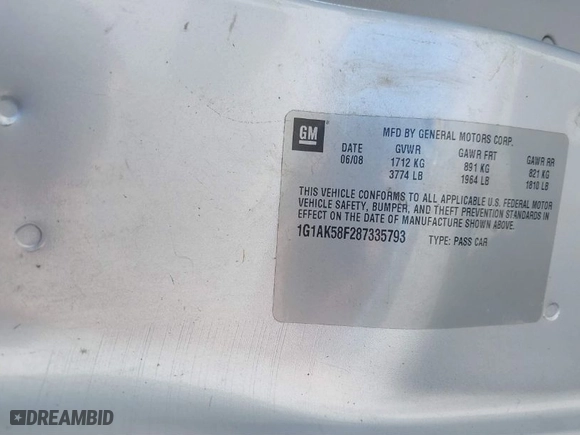 GM
MFD BY GENERAL MOTORS CORP.
DATE GVWR GAWR FRT GAWR RR
06/08 1712 KG 891 KG 821 KG
3774 LB 1964 LB 1810 LB
THIS VEHICLE CONFORMS TO ALL APPLICABLE U.S. FEDERAL MOTOR
VEHICLE SAFETY, BUMPER, AND THEFT PREVENTION STANDARDS IN
EFFECT ON THE DATE OF MANUFACTURE SHOWN ABOVE.
1G1AK58F287335793 TYPE: PASS CAR
DREAMBID